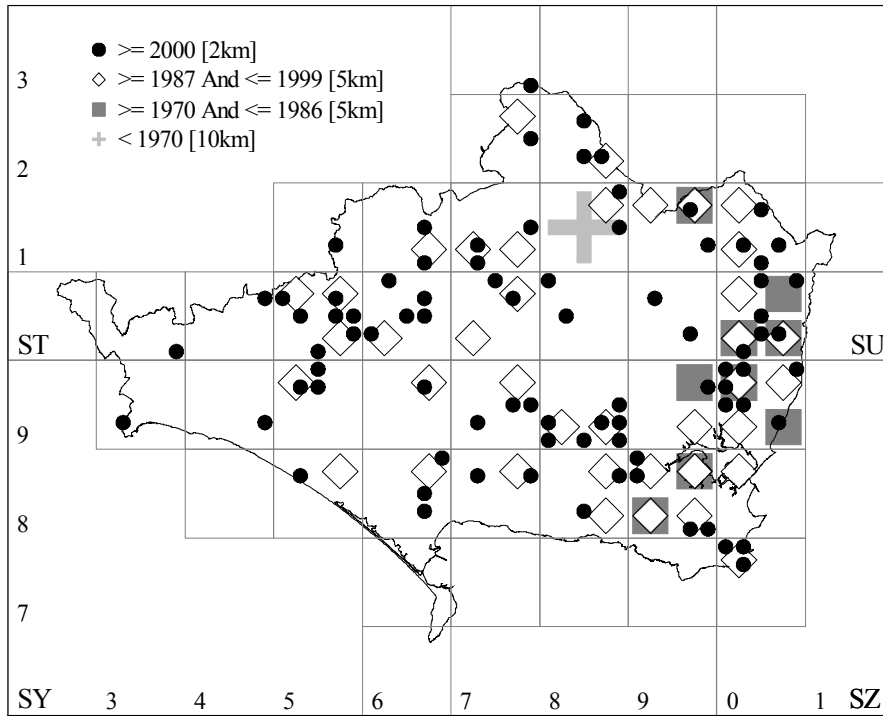 >= 2000 [2km]
>= 1987 And <= 1999 [5km]
>= 1970 And <= 1986 [5km]
< 1970 [10km]
3
2
1
ST SU
9
8
7
SY 3 4 5 6 7 8 9 0 1 SZ